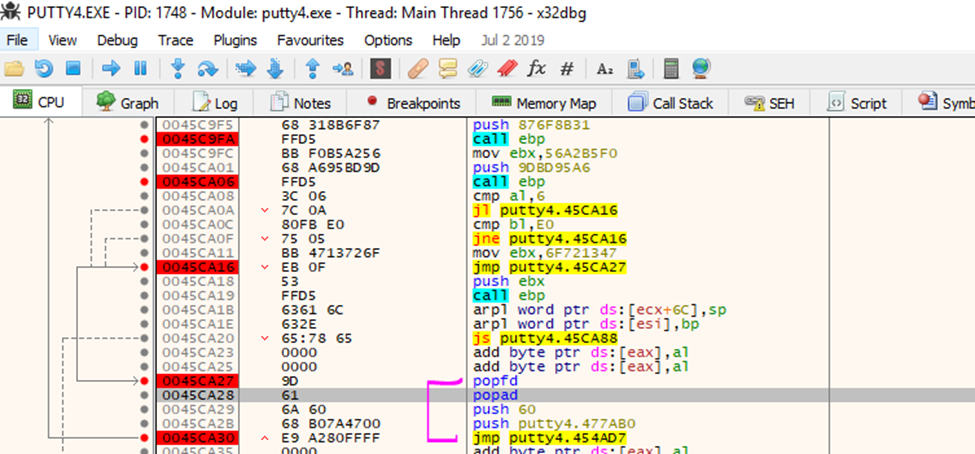 PUTTY4.EXE - PID: 1748 - Module: putty4.exe - Thread: Main Thread 1756 - x32dbg
File View Debug Trace Plugins Favourites Options Help Jul 2 2019
CPU Graph Log Notes Breakpoints Memory Map Call Stack SEH Script Symb
0045C9F5 68 318B6F87 push 876F8B31
0045C9FA FFD5 call ebp
0045C9FC BB F0B5A256 mov ebx,56A2B5F0
0045CA01 68 A695BD9D push 9DBD95A6
0045CA06 FFD5 call ebp
0045CA08 3C 06 cmp al,6
0045CA0A 7C 0A jl putty4.45CA16
0045CA0C 80FB E0 cmp bl,E0
0045CA0F 75 05 jne putty4.45CA16
0045CA11 BB 4713726F mov ebx,6F721347
0045CA16 EB 0F jmp putty4.45CA27
0045CA18 53 push ebx
0045CA19 FFD5 call ebp
0045CA1B 6361 6C arpl word ptr ds:[ecx+6C],sp
0045CA1E 632E arpl word ptr ds:[esi],bp
0045CA20 65:78 65 js putty4.45CA88
0045CA23 0000 add byte ptr ds:[eax],al
0045CA25 0000 add byte ptr ds:[eax],al
0045CA27 9D popfd
0045CA28 61 popad
0045CA29 6A 60 push 60
0045CA2B 68 B07A4700 push putty4.477AB0
0045CA30 E9 A280FFFF jmp putty4.454AD7
0045CA35 0000 add byte ptr ds:[eax],al